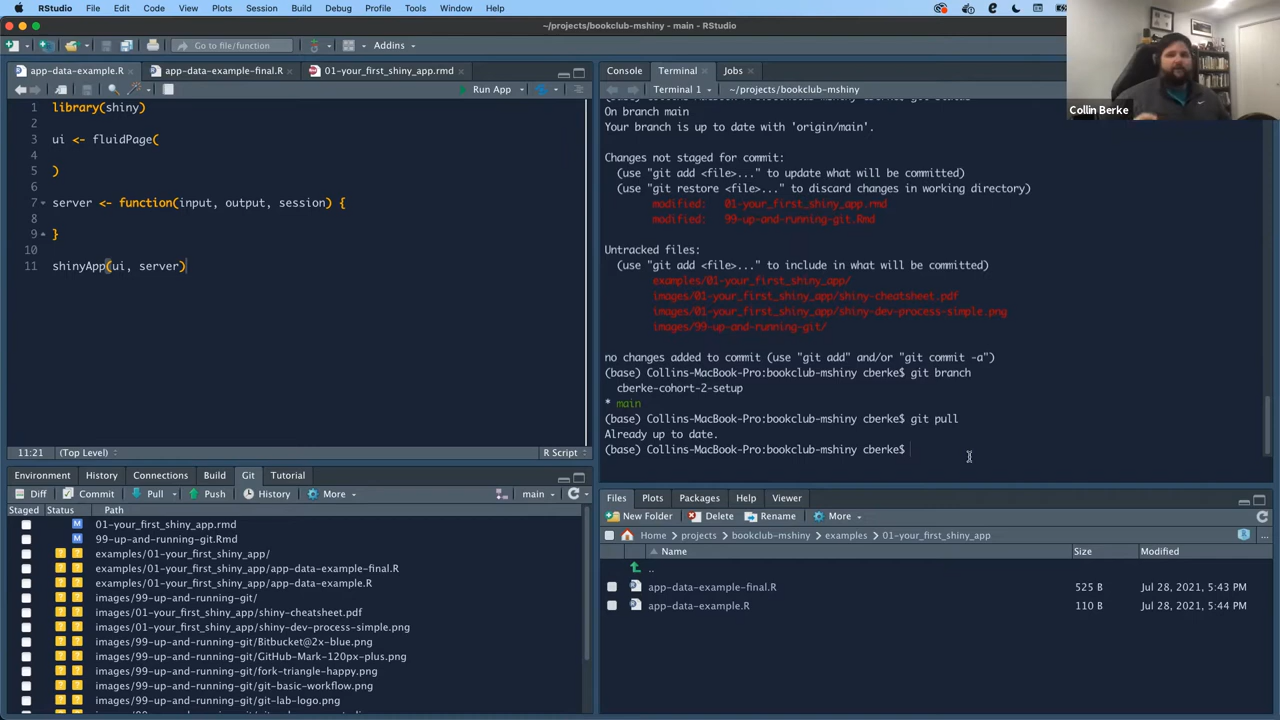 RStudio File Edit Code View Plots Session Build Debug Profile Tools Window Help
~/projects/bookclub-mshiny - main - RStudio
Go to file/function Addins
app-data-example.R app-data-example-final.R 01-your_first_shiny_app.rmd
Run App
1 library(shiny)
2
3 ui <- fluidPage(
4
5 )
6
7 server <- function(input, output, session) {
8
9 }
10
11 shinyApp(ui, server)
11:21 (Top Level) R Script
Console Terminal Jobs
Terminal 1 ~/projects/bookclub-mshiny
On branch main
Your branch is up to date with 'origin/main'.
Changes not staged for commit:
(use "git add <file>..." to update what will be committed)
(use "git restore <file>..." to discard changes in working directory)
modified: 01-your_first_shiny_app.rmd
modified: 99-up-and-running-git.Rmd
Untracked files:
(use "git add <file>..." to include in what will be committed)
examples/01-your_first_shiny_app/
images/01-your_first_shiny_app/shiny-cheatsheet.pdf
images/01-your_first_shiny_app/shiny-dev-process-simple.png
images/99-up-and-running-git/
no changes added to commit (use "git add" and/or "git commit -a")
(base) Collins-MacBook-Pro:bookclub-mshiny cberke$ git branch
cberke-cohort-2-setup
* main
(base) Collins-MacBook-Pro:bookclub-mshiny cberke$ git pull
Already up to date.
(base) Collins-MacBook-Pro:bookclub-mshiny cberke$
Collin Berke
Environment History Connections Build Git Tutorial
Diff Commit Pull Push History More main
Staged Status Path
M 01-your_first_shiny_app.rmd
M 99-up-and-running-git.Rmd
? ? examples/01-your_first_shiny_app/
? ? examples/01-your_first_shiny_app/app-data-example-final.R
? ? examples/01-your_first_shiny_app/app-data-example.R
? ? images/99-up-and-running-git/
? ? images/01-your_first_shiny_app/shiny-cheatsheet.pdf
? ? images/01-your_first_shiny_app/shiny-dev-process-simple.png
? ? images/99-up-and-running-git/Bitbucket@2x-blue.png
? ? images/99-up-and-running-git/GitHub-Mark-120px-plus.png
? ? images/99-up-and-running-git/fork-triangle-happy.png
? ? images/99-up-and-running-git/git-basic-workflow.png
? ? images/99-up-and-running-git/git-lab-logo.png
Files Plots Packages Help Viewer
New Folder Delete Rename More
Home projects bookclub-mshiny examples 01-your_first_shiny_app
Name Size Modified
..
app-data-example-final.R 525 B Jul 28, 2021, 5:43 PM
app-data-example.R 110 B Jul 28, 2021, 5:44 PM